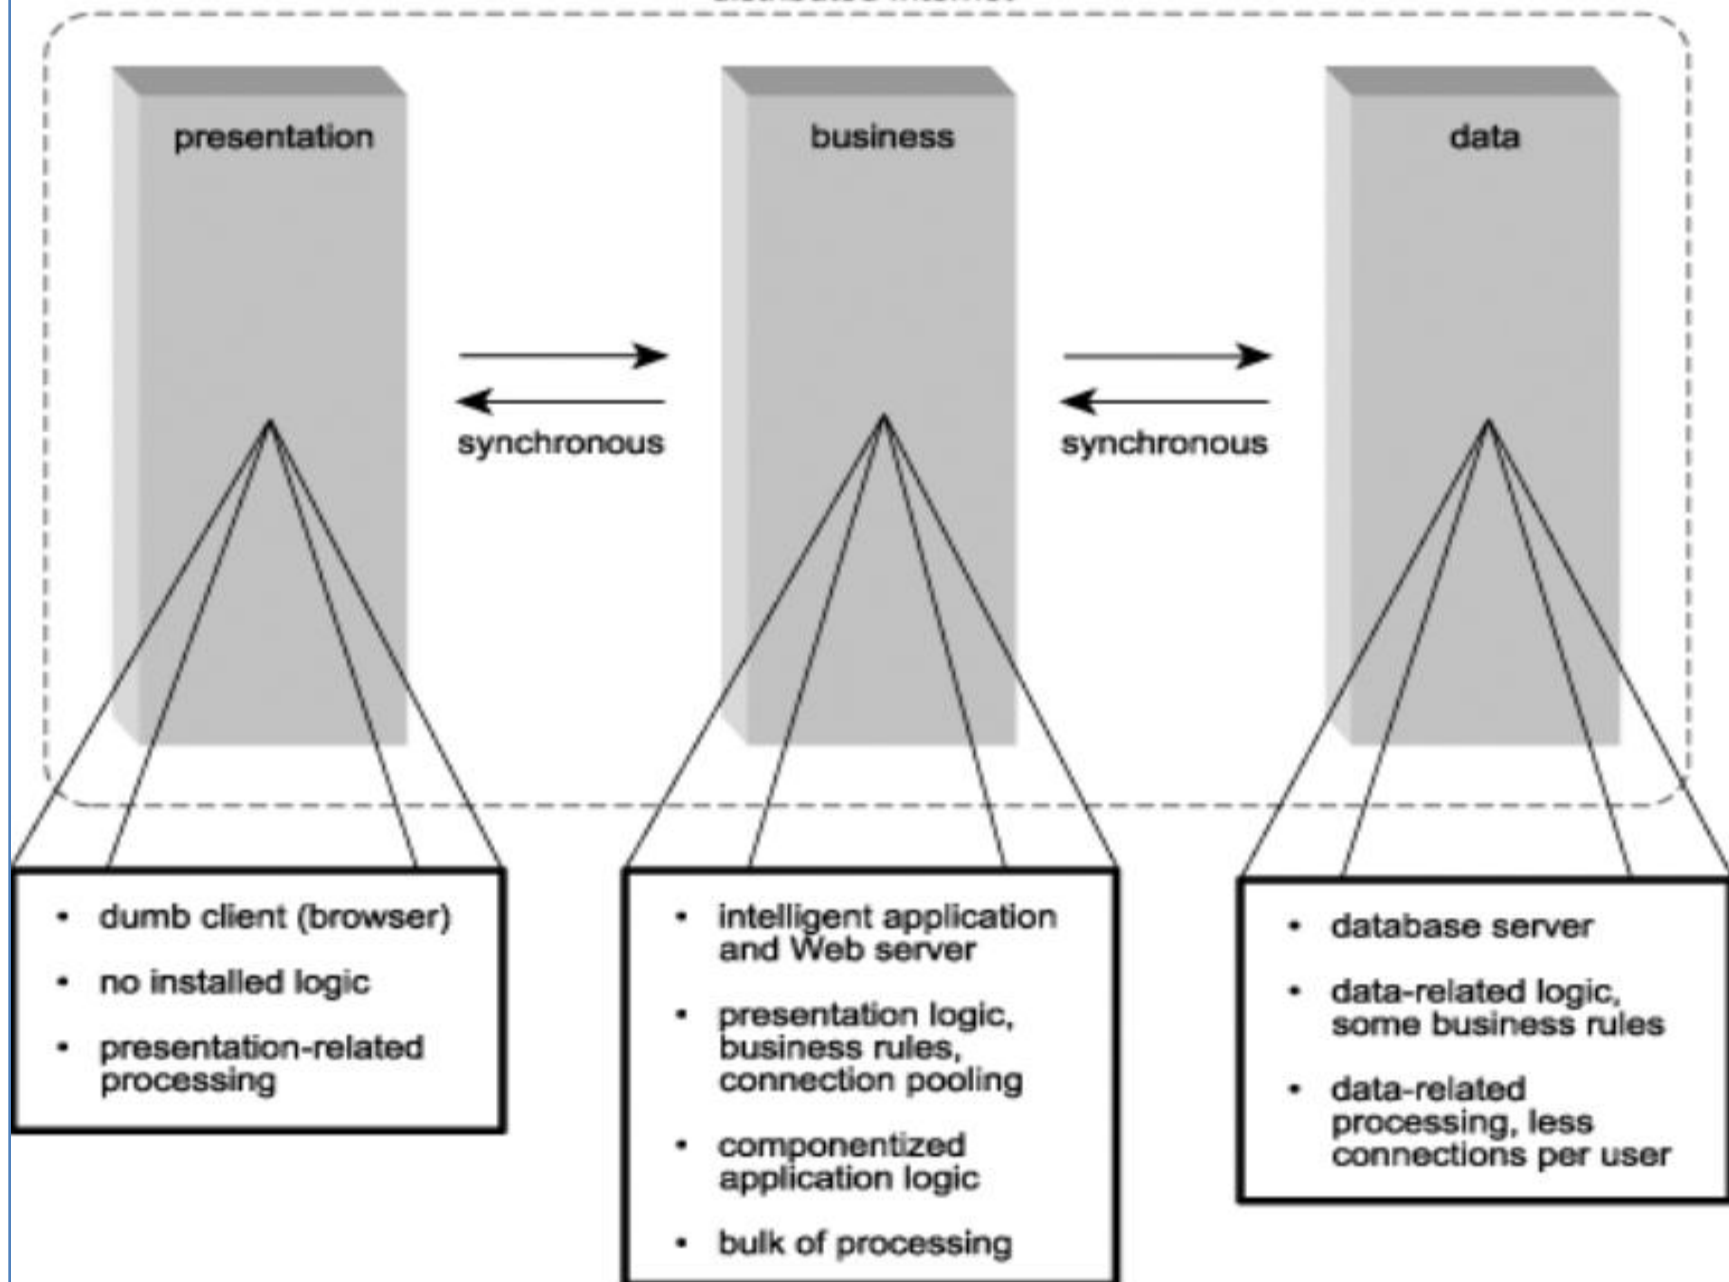 distributed Internet
presentation
business
data
synchronous
synchronous
• dumb client (browser)
• no installed logic
• presentation-related
processing
• intelligent application
and Web server
• presentation logic,
business rules,
connection pooling
• componentized
application logic
• bulk of processing
• database server
• data-related logic,
some business rules
• data-related
processing, less
connections per user